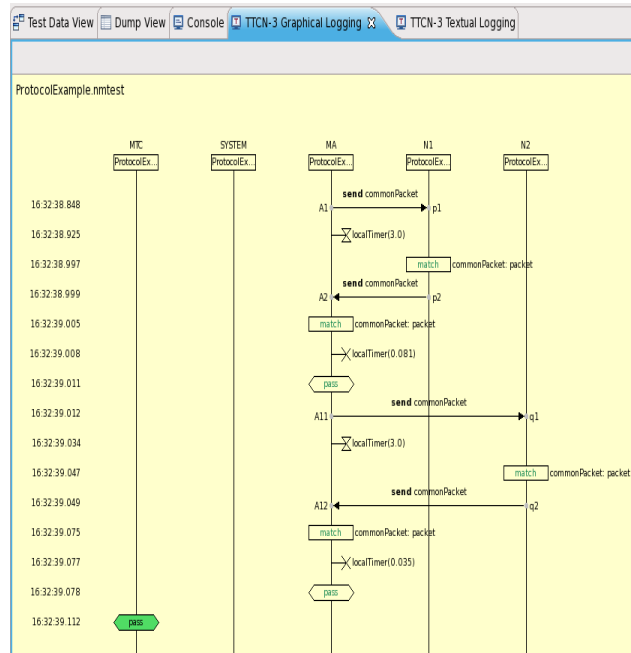 Test Data View Dump View Console TTCN-3 Graphical Logging TTCN-3 Textual Logging
ProtocolExample.nmtest
MTC SYSTEM MA N1 N2
ProtocolEx... ProtocolEx... ProtocolEx... ProtocolEx... ProtocolEx...
send commonPacket
16:32:38.848 A1 p1
16:32:38.925 localTimer(3.0)
16:32:38.997 match commonPacket: packet
send commonPacket
16:32:38.999 A2 p2
16:32:39.005 match commonPacket: packet
16:32:39.008 localTimer(0.081)
16:32:39.011 pass
send commonPacket
16:32:39.012 A11 q1
16:32:39.034 localTimer(3.0)
16:32:39.047 match commonPacket: packet
send commonPacket
16:32:39.049 A12 q2
16:32:39.075 match commonPacket: packet
16:32:39.077 localTimer(0.035)
16:32:39.078 pass
16:32:39.112 pass